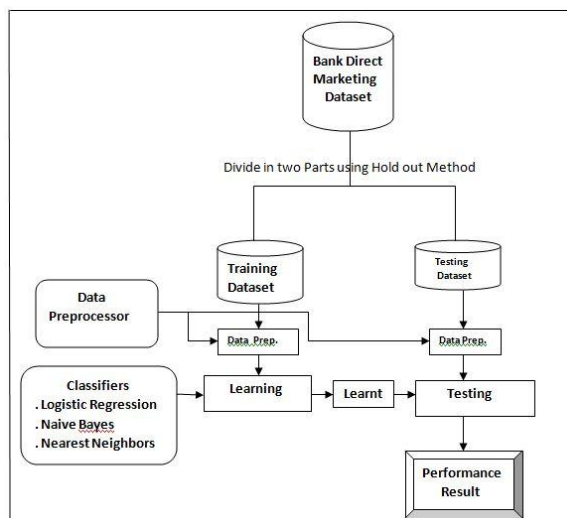 Bank Direct
Marketing
Dataset
Divide in two Parts using Hold out Method
Training
Dataset
Testing
Dataset
Data
Preprocessor
Data Prep.
Data Prep.
Classifiers
. Logistic Regression
. Naive Bayes
. Nearest Neighbors
Learning
Learnt
Testing
Performance
Result